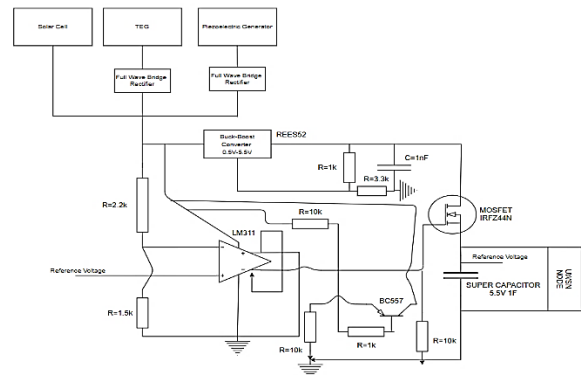 Solar Cell
TEG
Piezoelectric Generator
Full Wave Bridge
Rectifier
Full Wave Bridge
Rectifier
Buck-Boost
Converter
0.5V-5.5V
REES52
R=1k
C=1nF
R=3.3k
R=2.2k
R=10k
MOSFET
IRFZ44N
LM311
Reference Voltage
Reference Voltage
SUPER CAPACITOR
5.5V 1F
UWSN
NODE
BC557
R=1.5k
R=10k
R=1k
R=10k